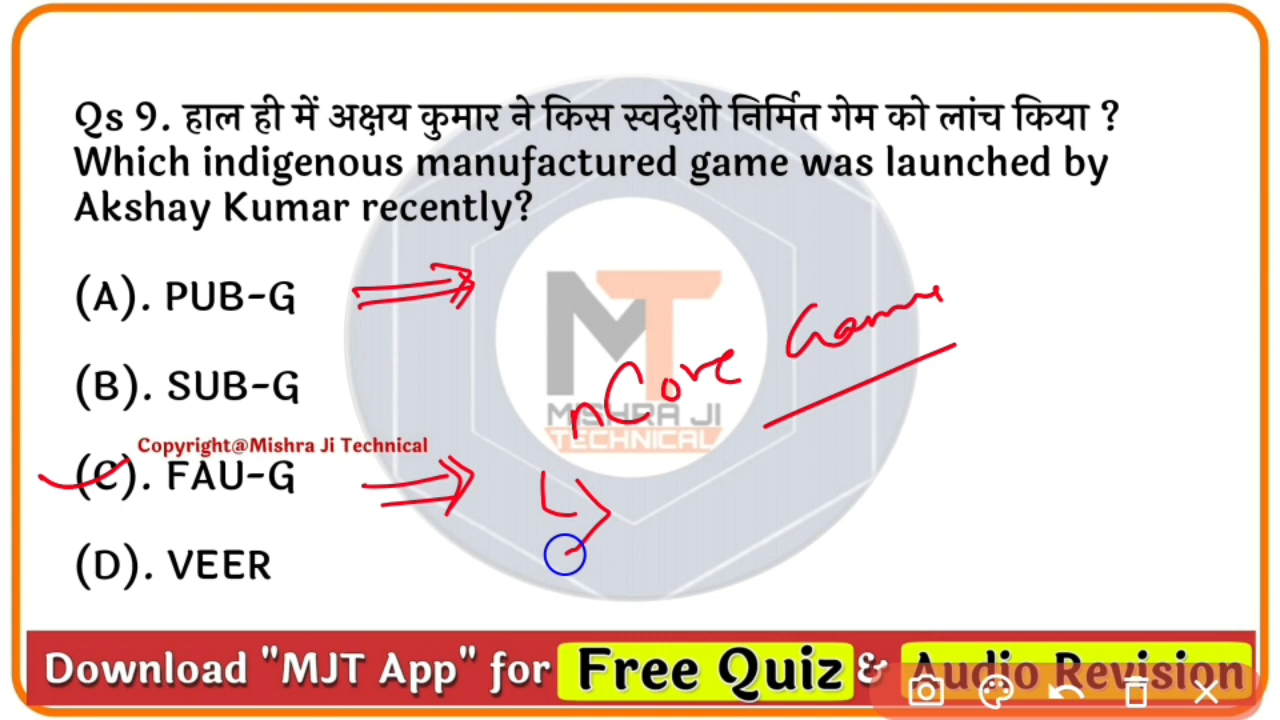 Qs 9. हाल ही में अक्षय कुमार ने किस स्वदेशी निर्मित गेम को लांच किया ?
Which indigenous manufactured game was launched by
Akshay Kumar recently?
(A). PUB-G
(B). SUB-G
Copyright@Mishra Ji Technical
(C). FAU-G
(D). VEER
MT
MISHRA JI
TECHNICAL
nCore Games
Download "MJT App" for Free Quiz & Audio Revision